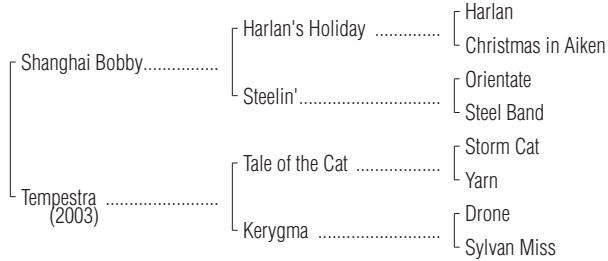 Harlan
Harlan's Holiday ..............
Christmas in Aiken
Shanghai Bobby................
Orientate
Steelin'..............................
Steel Band
Storm Cat
Tale of the Cat ..................
Yarn
Tempestra ........................
(2003)
Drone
Kerygma ..........................
Sylvan Miss